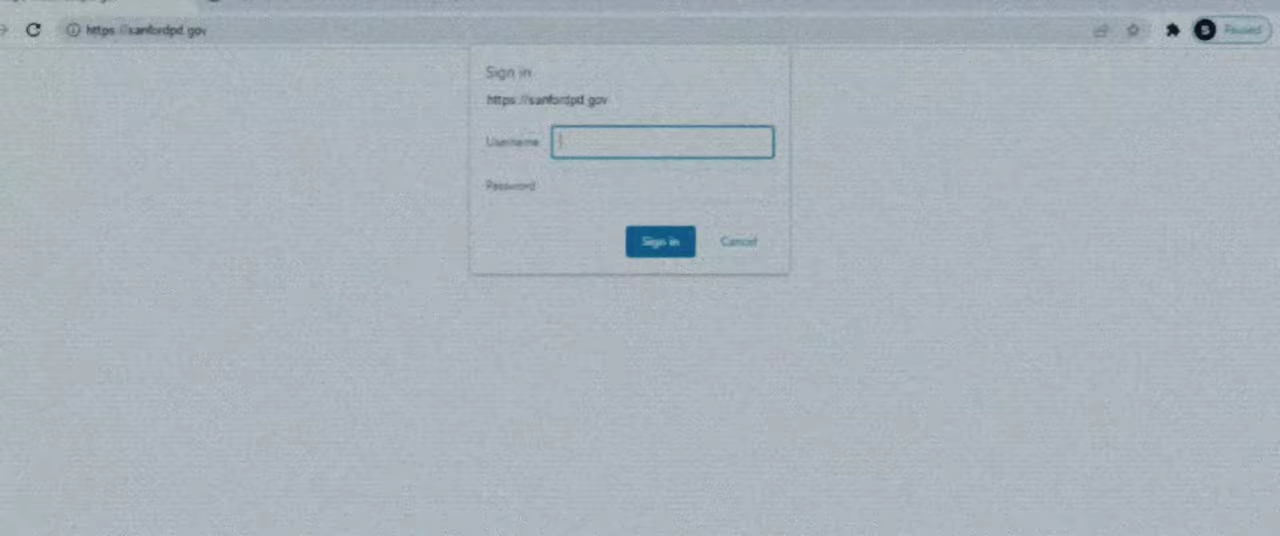 https://sanfordpd.gov
S Paused
Sign in
https://sanfordpd.gov
Username
Password
Sign in Cancel